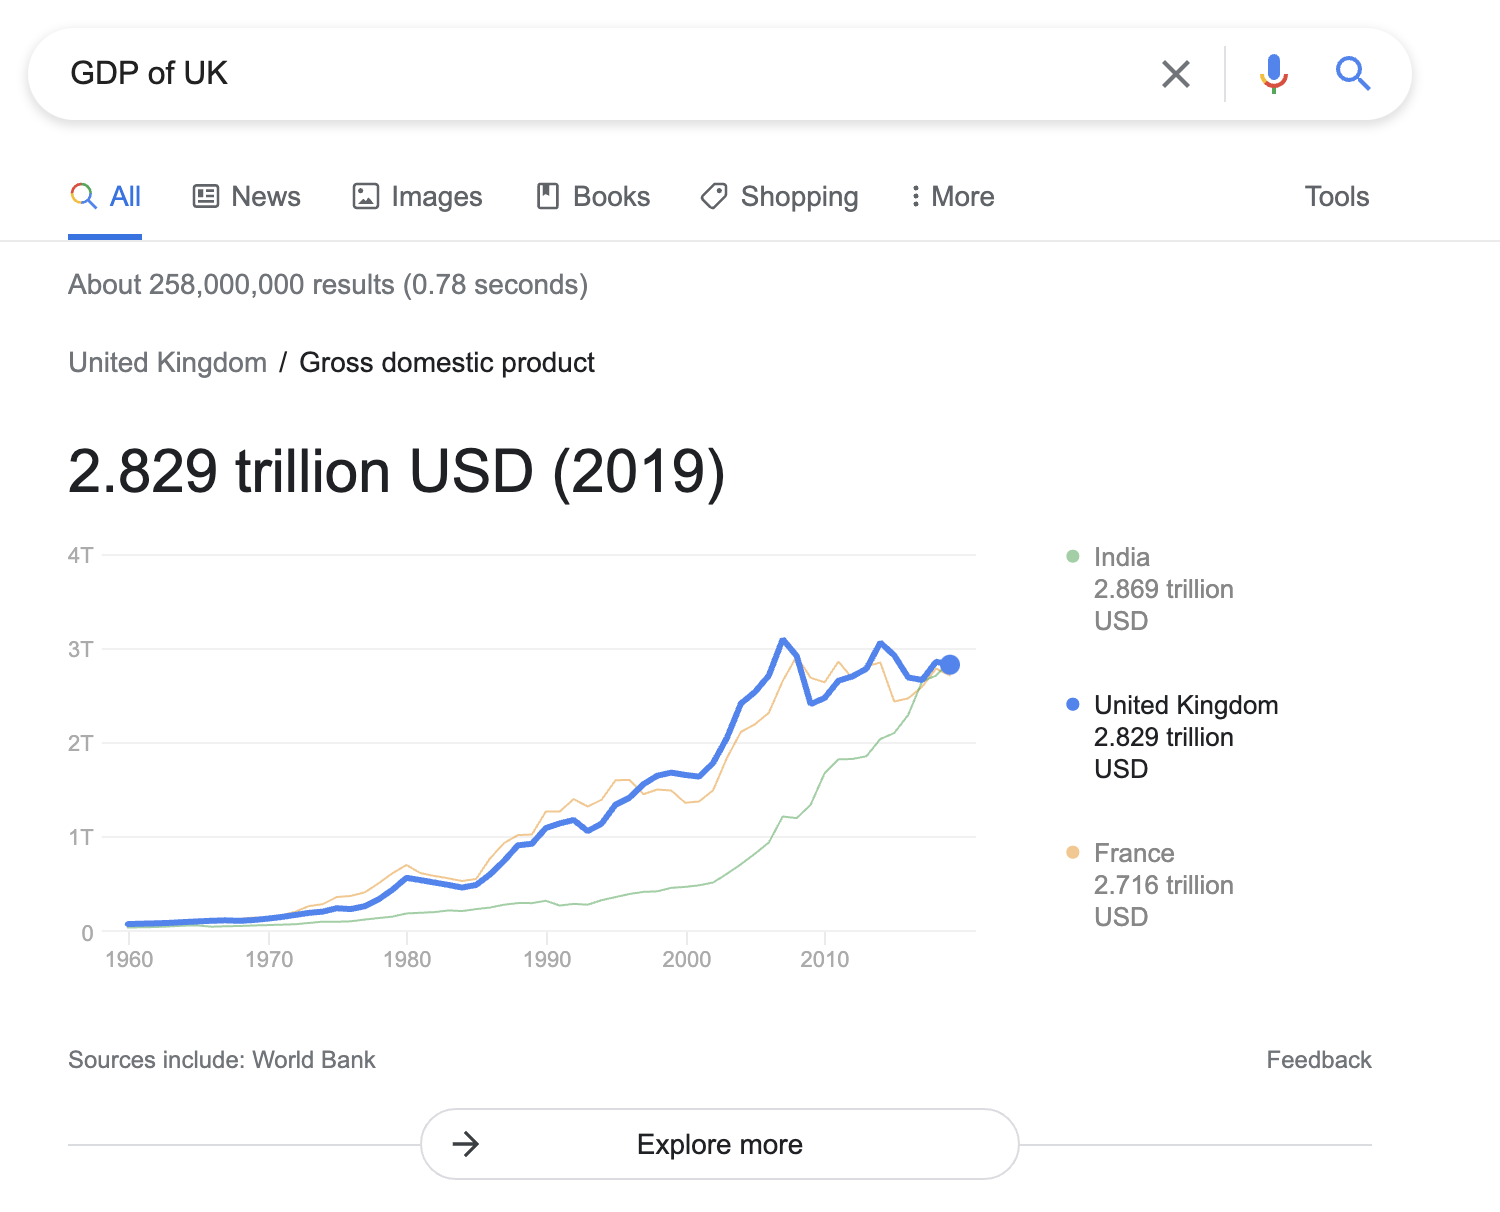 GDP of UK
All News Images Books Shopping More Tools
About 258,000,000 results (0.78 seconds)
United Kingdom / Gross domestic product
2.829 trillion USD (2019)
4T
3T
2T
1T
0
1960 1970 1980 1990 2000 2010
India
2.869 trillion
USD
United Kingdom
2.829 trillion
USD
France
2.716 trillion
USD
Sources include: World Bank Feedback
Explore more